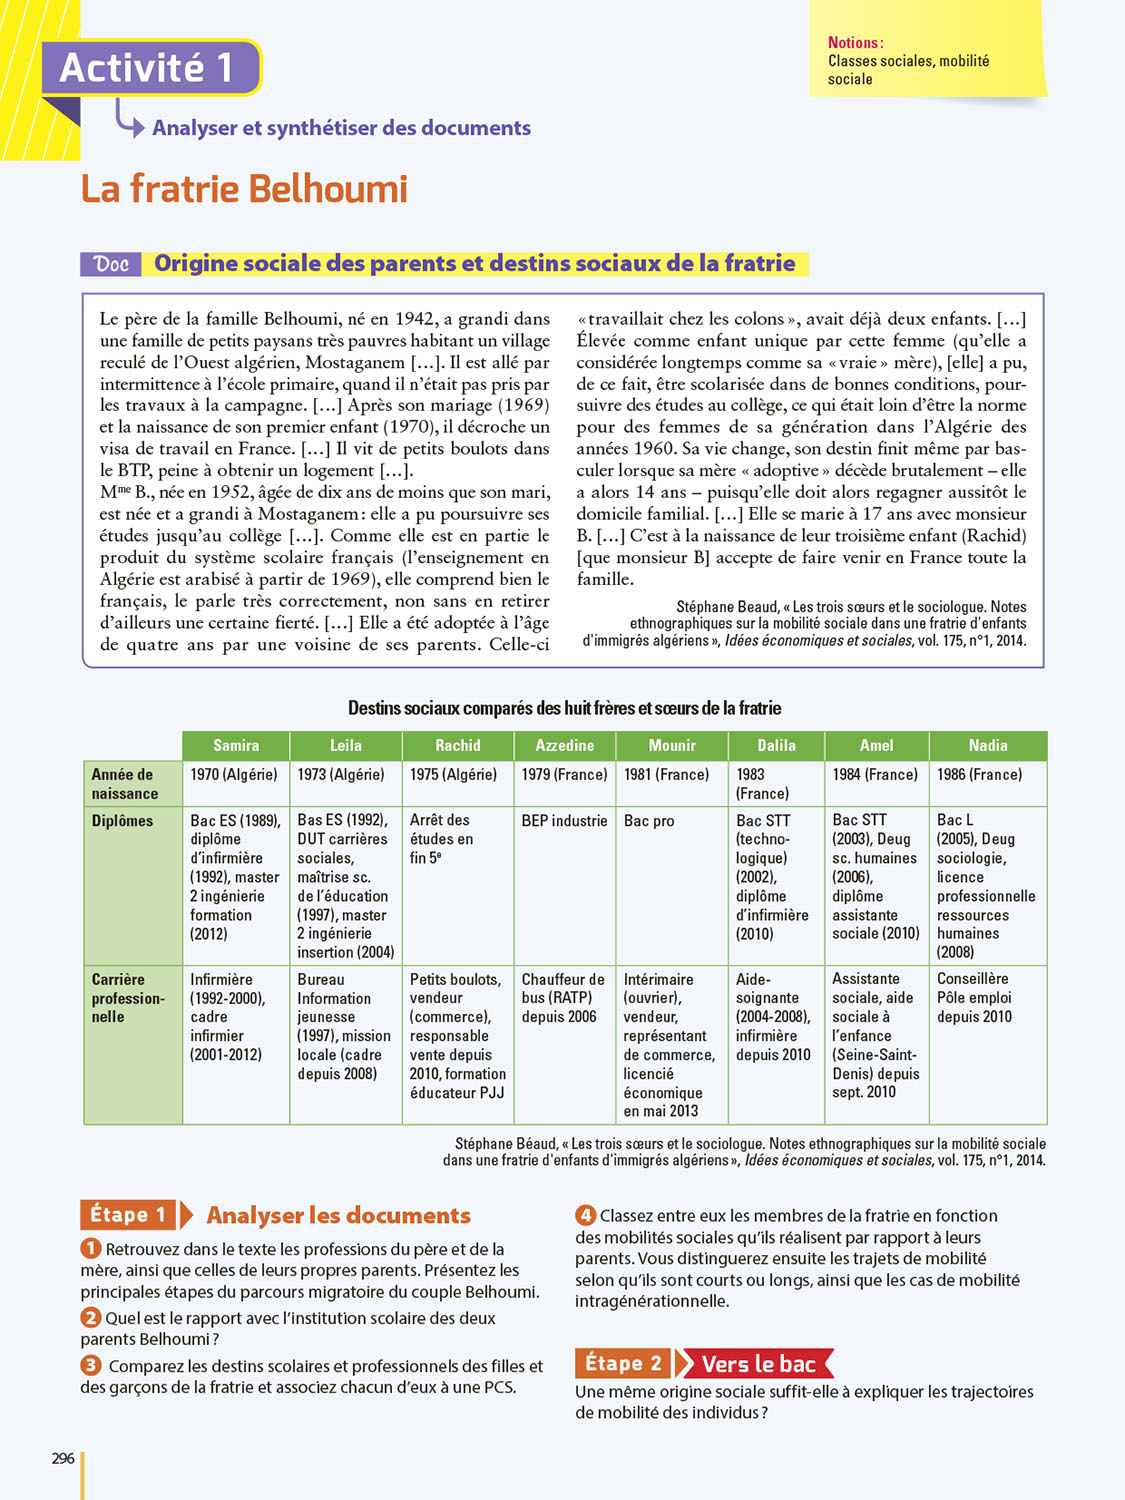 Notions :
Classes sociales, mobilité
sociale
Activité 1
Analyser et synthétiser des documents
La fratrie Belhoumi
Doc Origine sociale des parents et destins sociaux de la fratrie
Le père de la famille Belhoumi, né en 1942, a grandi dans
une famille de petits paysans très pauvres habitant un village
reculé de l'Ouest algérien, Mostaganem [...]. Il est allé par
intermittence à l'école primaire, quand il n'était pas pris par
les travaux à la campagne. [...] Après son mariage (1969)
et la naissance de son premier enfant (1970), il décroche un
visa de travail en France. [...] Il vit de petits boulots dans
le BTP, peine à obtenir un logement [...].
Mme B., née en 1952, âgée de dix ans de moins que son mari,
est née et a grandi à Mostaganem : elle a pu poursuivre ses
études jusqu'au collège [...]. Comme elle est en partie le
produit du système scolaire français (l'enseignement en
Algérie est arabisé à partir de 1969), elle comprend bien le
français, le parle très correctement, non sans en retirer
d'ailleurs une certaine fierté. [...] Elle a été adoptée à l'âge
de quatre ans par une voisine de ses parents. Celle-ci
« travaillait chez les colons », avait déjà deux enfants. [...]
Élevée comme enfant unique par cette femme (qu'elle a
considérée longtemps comme sa « vraie » mère), [elle] a pu,
de ce fait, être scolarisée dans de bonnes conditions, pour-
suivre des études au collège, ce qui était loin d'être la norme
pour des femmes de sa génération dans l'Algérie des
années 1960. Sa vie change, son destin finit même par bas-
culer lorsque sa mère « adoptive » décède brutalement – elle
a alors 14 ans – puisqu'elle doit alors regagner aussitôt le
domicile familial. [...] Elle se marie à 17 ans avec monsieur
B. [...] C'est à la naissance de leur troisième enfant (Rachid)
[que monsieur B] accepte de faire venir en France toute la
famille.
Stéphane Beaud, « Les trois sœurs et le sociologue. Notes
ethnographiques sur la mobilité sociale dans une fratrie d'enfants
d'immigrés algériens », Idées économiques et sociales, vol. 175, n°1, 2014.
Destins sociaux comparés des huit frères et sœurs de la fratrie
Samira Leila Rachid Azzedine Mounir Dalila Amel Nadia
Année de
naissance
1970 (Algérie)
1973 (Algérie)
1975 (Algérie)
1979 (France)
1981 (France)
1983
(France)
1984 (France)
1986 (France)
Diplômes
Bac ES (1989),
diplôme
d'infirmière
(1992), master
2 ingénierie
formation
(2012)
Bas ES (1992),
DUT carrières
sociales,
maîtrise sc.
de l'éducation
(1997), master
2 ingénierie
insertion (2004)
Arrêt des
études en
fin 5e
BEP industrie
Bac pro
Bac STT
(techno-
logique)
(2002),
diplôme
d'infirmière
(2010)
Bac STT
(2003), Deug
sc. humaines
(2006),
diplôme
assistante
sociale (2010)
Bac L
(2005), Deug
sociologie,
licence
professionnelle
ressources
humaines
(2008)
Carrière
profession-
nelle
Infirmière
(1992-2000),
cadre
infirmier
(2001-2012)
Bureau
Information
jeunesse
(1997), mission
locale (cadre
depuis 2008)
Petits boulots,
vendeur
(commerce),
responsable
vente depuis
2010, formation
éducateur PJJ
Chauffeur de
bus (RATP)
depuis 2006
Intérimaire
(ouvrier),
vendeur,
représentant
de commerce,
licencié
économique
en mai 2013
Aide-
soignante
(2004-2008),
infirmière
depuis 2010
Assistante
sociale, aide
sociale à
l'enfance
(Seine-Saint-
Denis) depuis
sept. 2010
Conseillère
Pôle emploi
depuis 2010
Stéphane Béaud, « Les trois sœurs et le sociologue. Notes ethnographiques sur la mobilité sociale
dans une fratrie d'enfants d'immigrés algériens », Idées économiques et sociales, vol. 175, n°1, 2014.
Étape 1 Analyser les documents
1 Retrouvez dans le texte les professions du père et de la
mère, ainsi que celles de leurs propres parents. Présentez les
principales étapes du parcours migratoire du couple Belhoumi.
2 Quel est le rapport avec l'institution scolaire des deux
parents Belhoumi ?
3 Comparez les destins scolaires et professionnels des filles et
des garçons de la fratrie et associez chacun d'eux à une PCS.
4 Classez entre eux les membres de la fratrie en fonction
des mobilités sociales qu'ils réalisent par rapport à leurs
parents. Vous distinguerez ensuite les trajets de mobilité
selon qu'ils sont courts ou longs, ainsi que les cas de mobilité
intragénérationnelle.
Étape 2 Vers le bac
Une même origine sociale suffit-elle à expliquer les trajectoires
de mobilité des individus ?
296